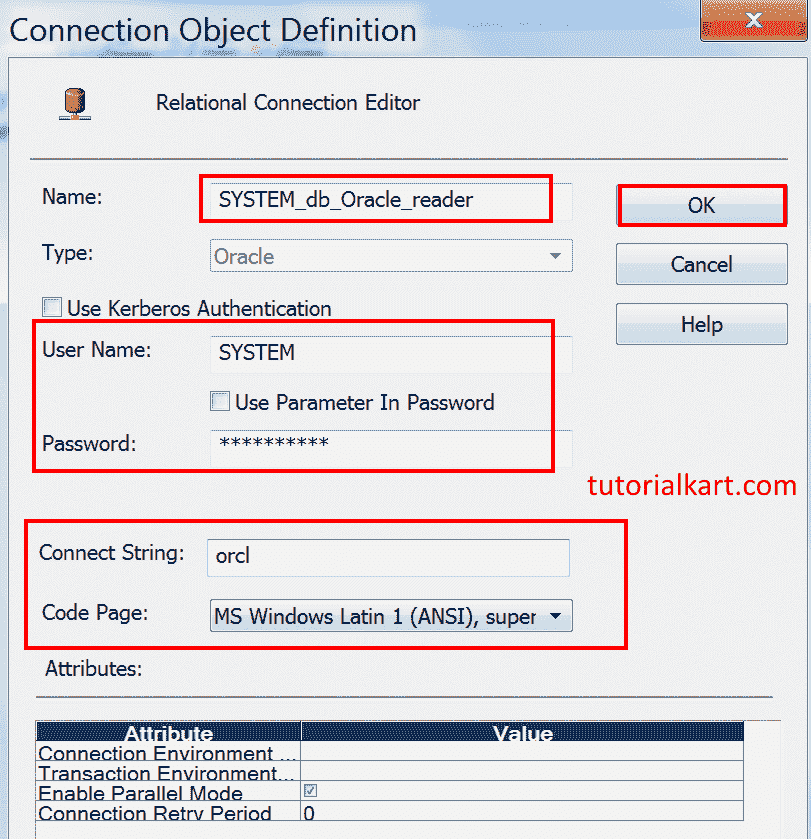 Connection Object Definition
Relational Connection Editor
Name: SYSTEM_db_Oracle_reader OK
Type: Oracle Cancel
Use Kerberos Authentication Help
User Name: SYSTEM
Use Parameter In Password
Password: **********
tutorialkart.com
Connect String: orcl
Code Page: MS Windows Latin 1 (ANSI), super
Attributes:
Attribute Value
Connection Environment ...
Transaction Environment...
Enable Parallel Mode
Connection Retry Period 0